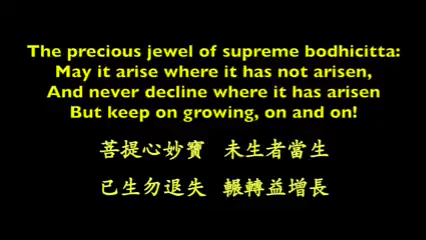 The precious jewel of supreme bodhicitta:
May it arise where it has not arisen,
And never decline where it has arisen
But keep on growing, on and on!
菩提心妙寶 未生者當生
已生勿退失 輾轉益增長